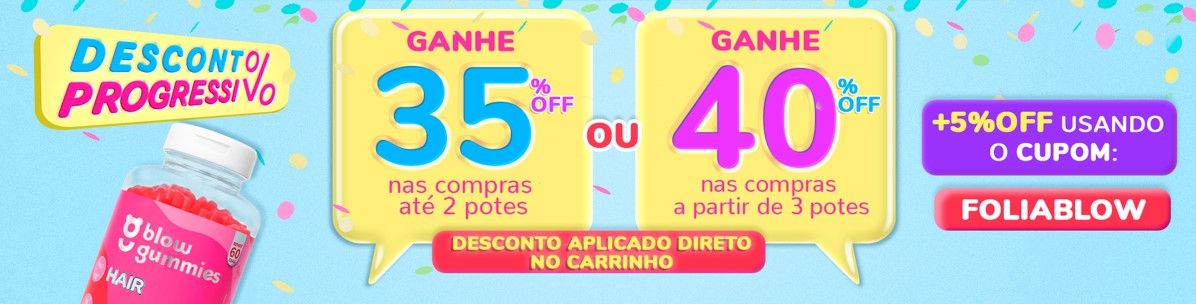 DESCONTO%
PROGRESSIVO
GANHE
35% OFF
nas compras
até 2 potes
OU
GANHE
40% OFF
nas compras
a partir de 3 potes
DESCONTO APLICADO DIRETO
NO CARRINHO
+5%OFF USANDO
O CUPOM:
FOLIABLOW
blow
gummies
HAIR
60